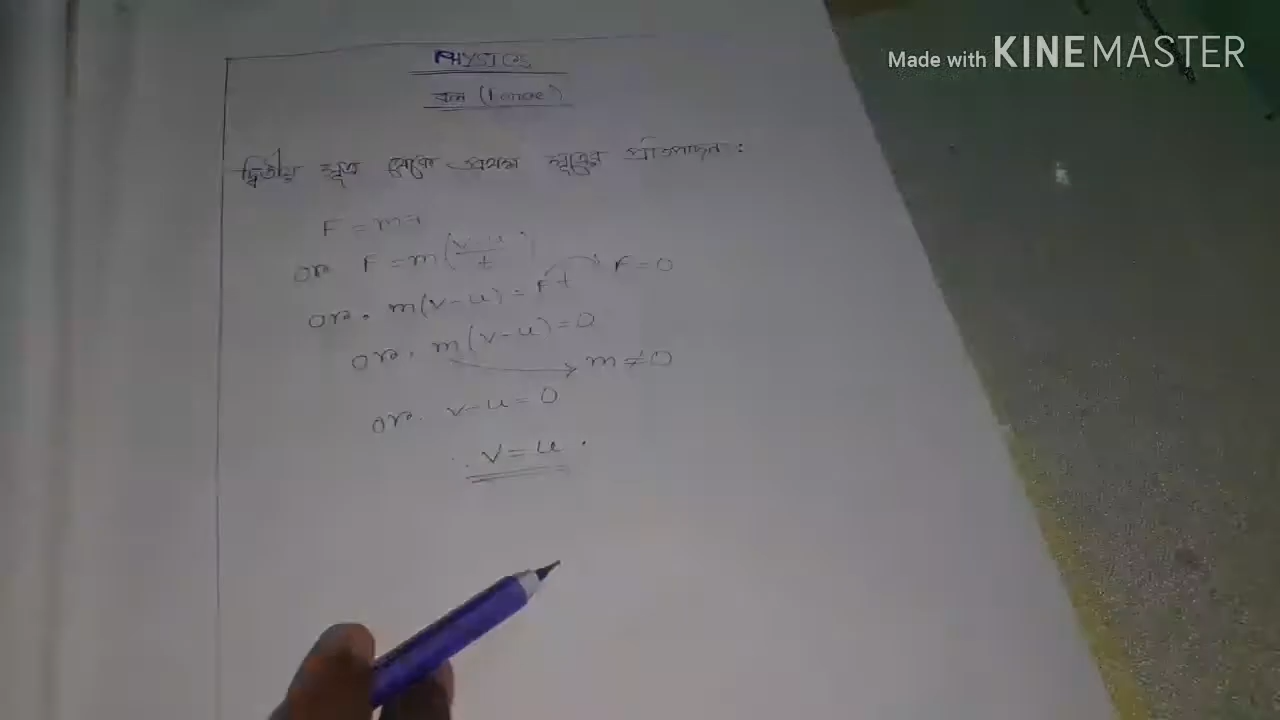 Made with KINEMASTER
PHYSICS
বল (Force)
দ্বিতীয় সূত্র থেকে প্রথম সূত্রের প্রতিপাদন :
F = ma
or F = m(v-u/t)
or. m(v-u) = Ft → F=0
or. m(v-u)=0
→ m≠0
or. v-u=0
∴ v=u.